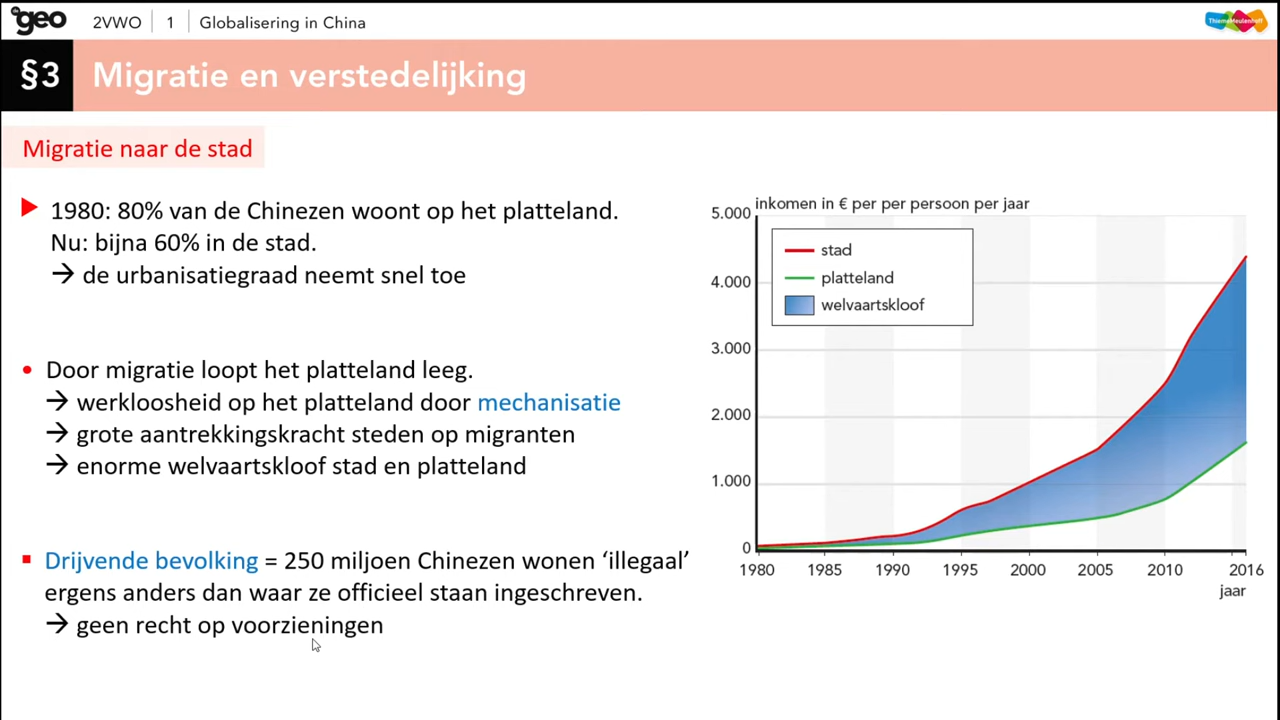 de geo
2VWO
1
Globalisering in China
ThiemeMeulenhoff
§3
Migratie en verstedelijking
Migratie naar de stad
1980: 80% van de Chinezen woont op het platteland.
Nu: bijna 60% in de stad.
→ de urbanisatiegraad neemt snel toe
• Door migratie loopt het platteland leeg.
→ werkloosheid op het platteland door mechanisatie
→ grote aantrekkingskracht steden op migranten
→ enorme welvaartskloof stad en platteland
▪ Drijvende bevolking = 250 miljoen Chinezen wonen ‘illegaal’
ergens anders dan waar ze officieel staan ingeschreven.
→ geen recht op voorzieningen
inkomen in € per per persoon per jaar
5.000
4.000
3.000
2.000
1.000
0
stad
platteland
welvaartskloof
1980 1985 1990 1995 2000 2005 2010 2016
jaar